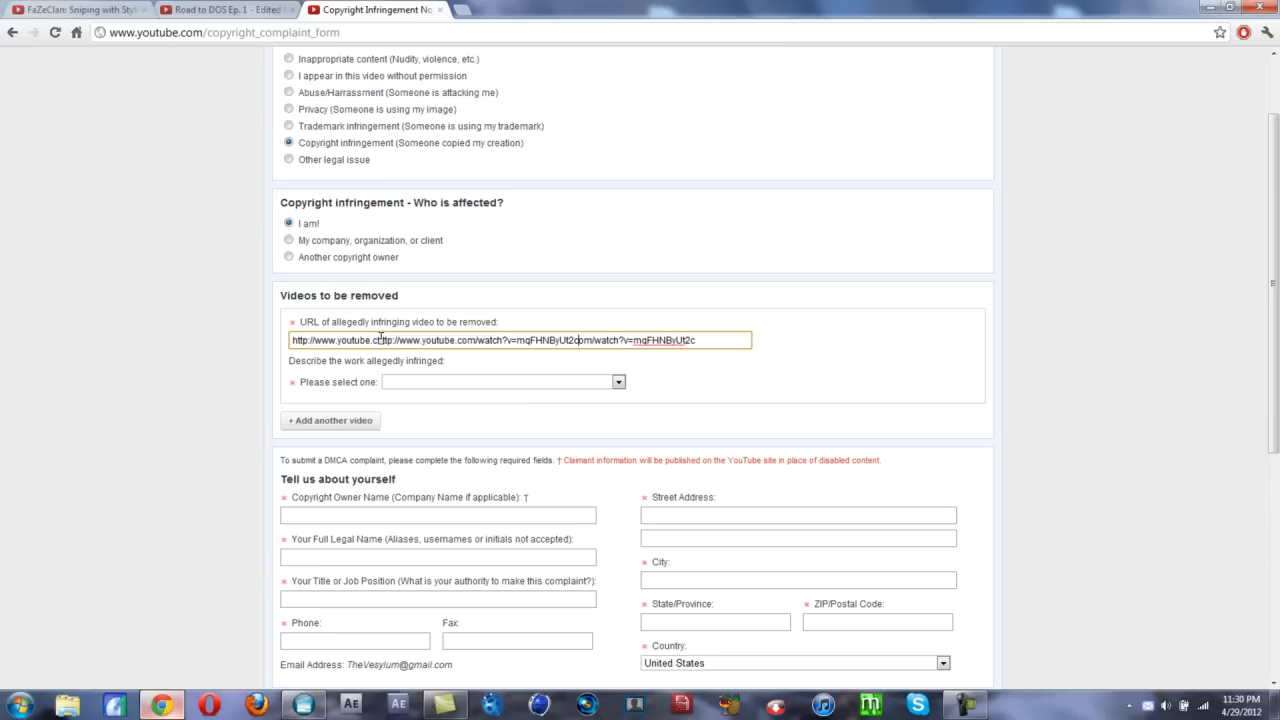 FaZeClan: Sniping with Styl
Road to DOS Ep. 1 - Edited
Copyright Infringement No
www.youtube.com/copyright_complaint_form
Inappropriate content (Nudity, violence, etc.)
I appear in this video without permission
Abuse/Harrassment (Someone is attacking me)
Privacy (Someone is using my image)
Trademark infringement (Someone is using my trademark)
Copyright infringement (Someone copied my creation)
Other legal issue
Copyright infringement - Who is affected?
I am!
My company, organization, or client
Another copyright owner
Videos to be removed
* URL of allegedly infringing video to be removed:
http://www.youtube.chttp://www.youtube.com/watch?v=mqFHNByUt2com/watch?v=mqFHNByUt2c
Describe the work allegedly infringed:
* Please select one:
+ Add another video
To submit a DMCA complaint, please complete the following required fields. † Claimant information will be published on the YouTube site in place of disabled content.
Tell us about yourself
* Copyright Owner Name (Company Name if applicable): †
* Street Address:
* Your Full Legal Name (Aliases, usernames or initials not accepted):
* City:
* Your Title or Job Position (What is your authority to make this complaint?):
* State/Province:
* ZIP/Postal Code:
* Phone:
Fax:
* Country:
Email Address: TheVesylum@gmail.com
United States
AE
AE
11:30 PM
4/29/2012